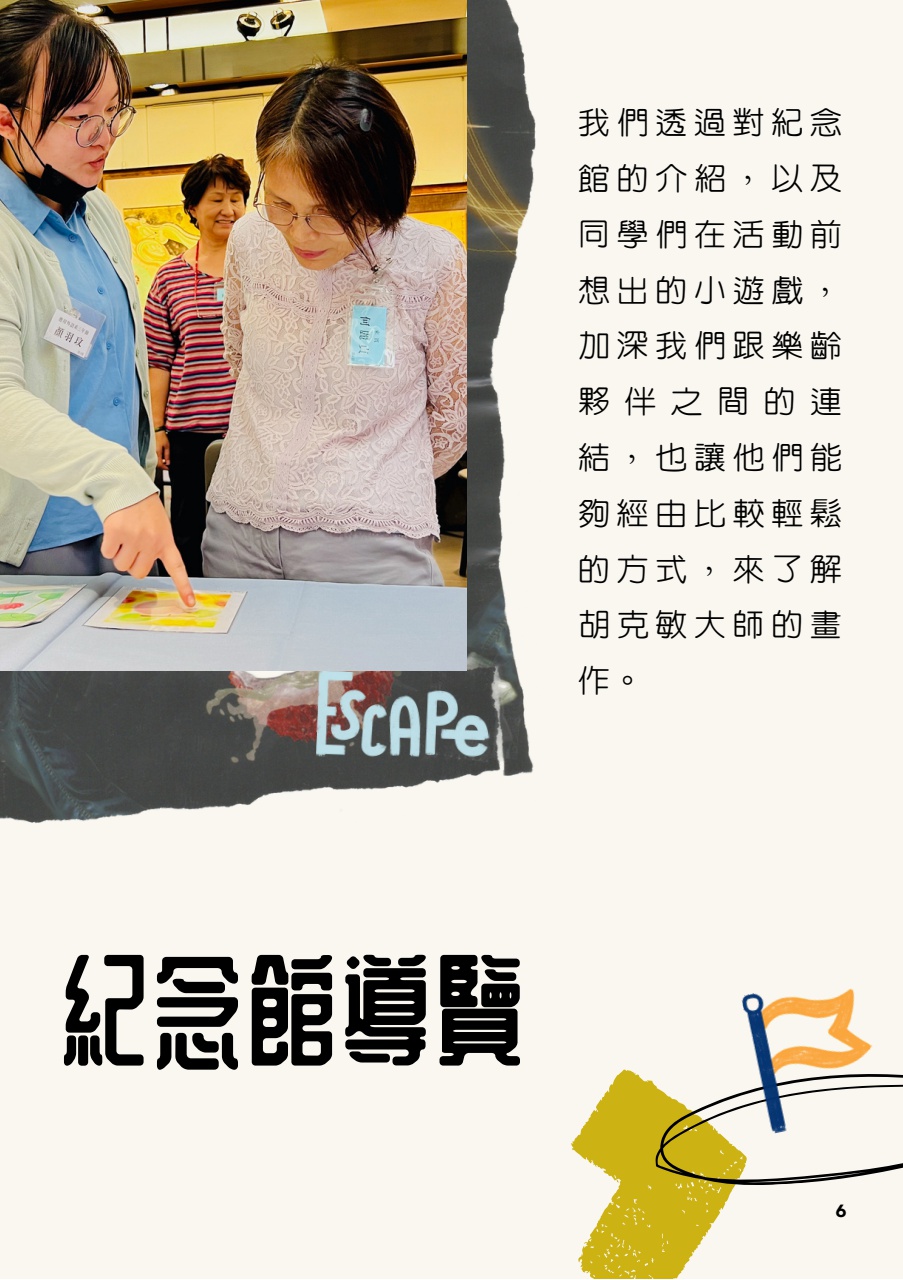 我們透過對紀念
館的介紹，以及
同學們在活動前
想出的小遊戲，
加深我們跟樂齡
夥伴之間的連
結，也讓他們能
夠經由比較輕鬆
的方式，來了解
胡克敏大師的畫
作。
顏羽玟
ESCAPe
紀念館導覽
6